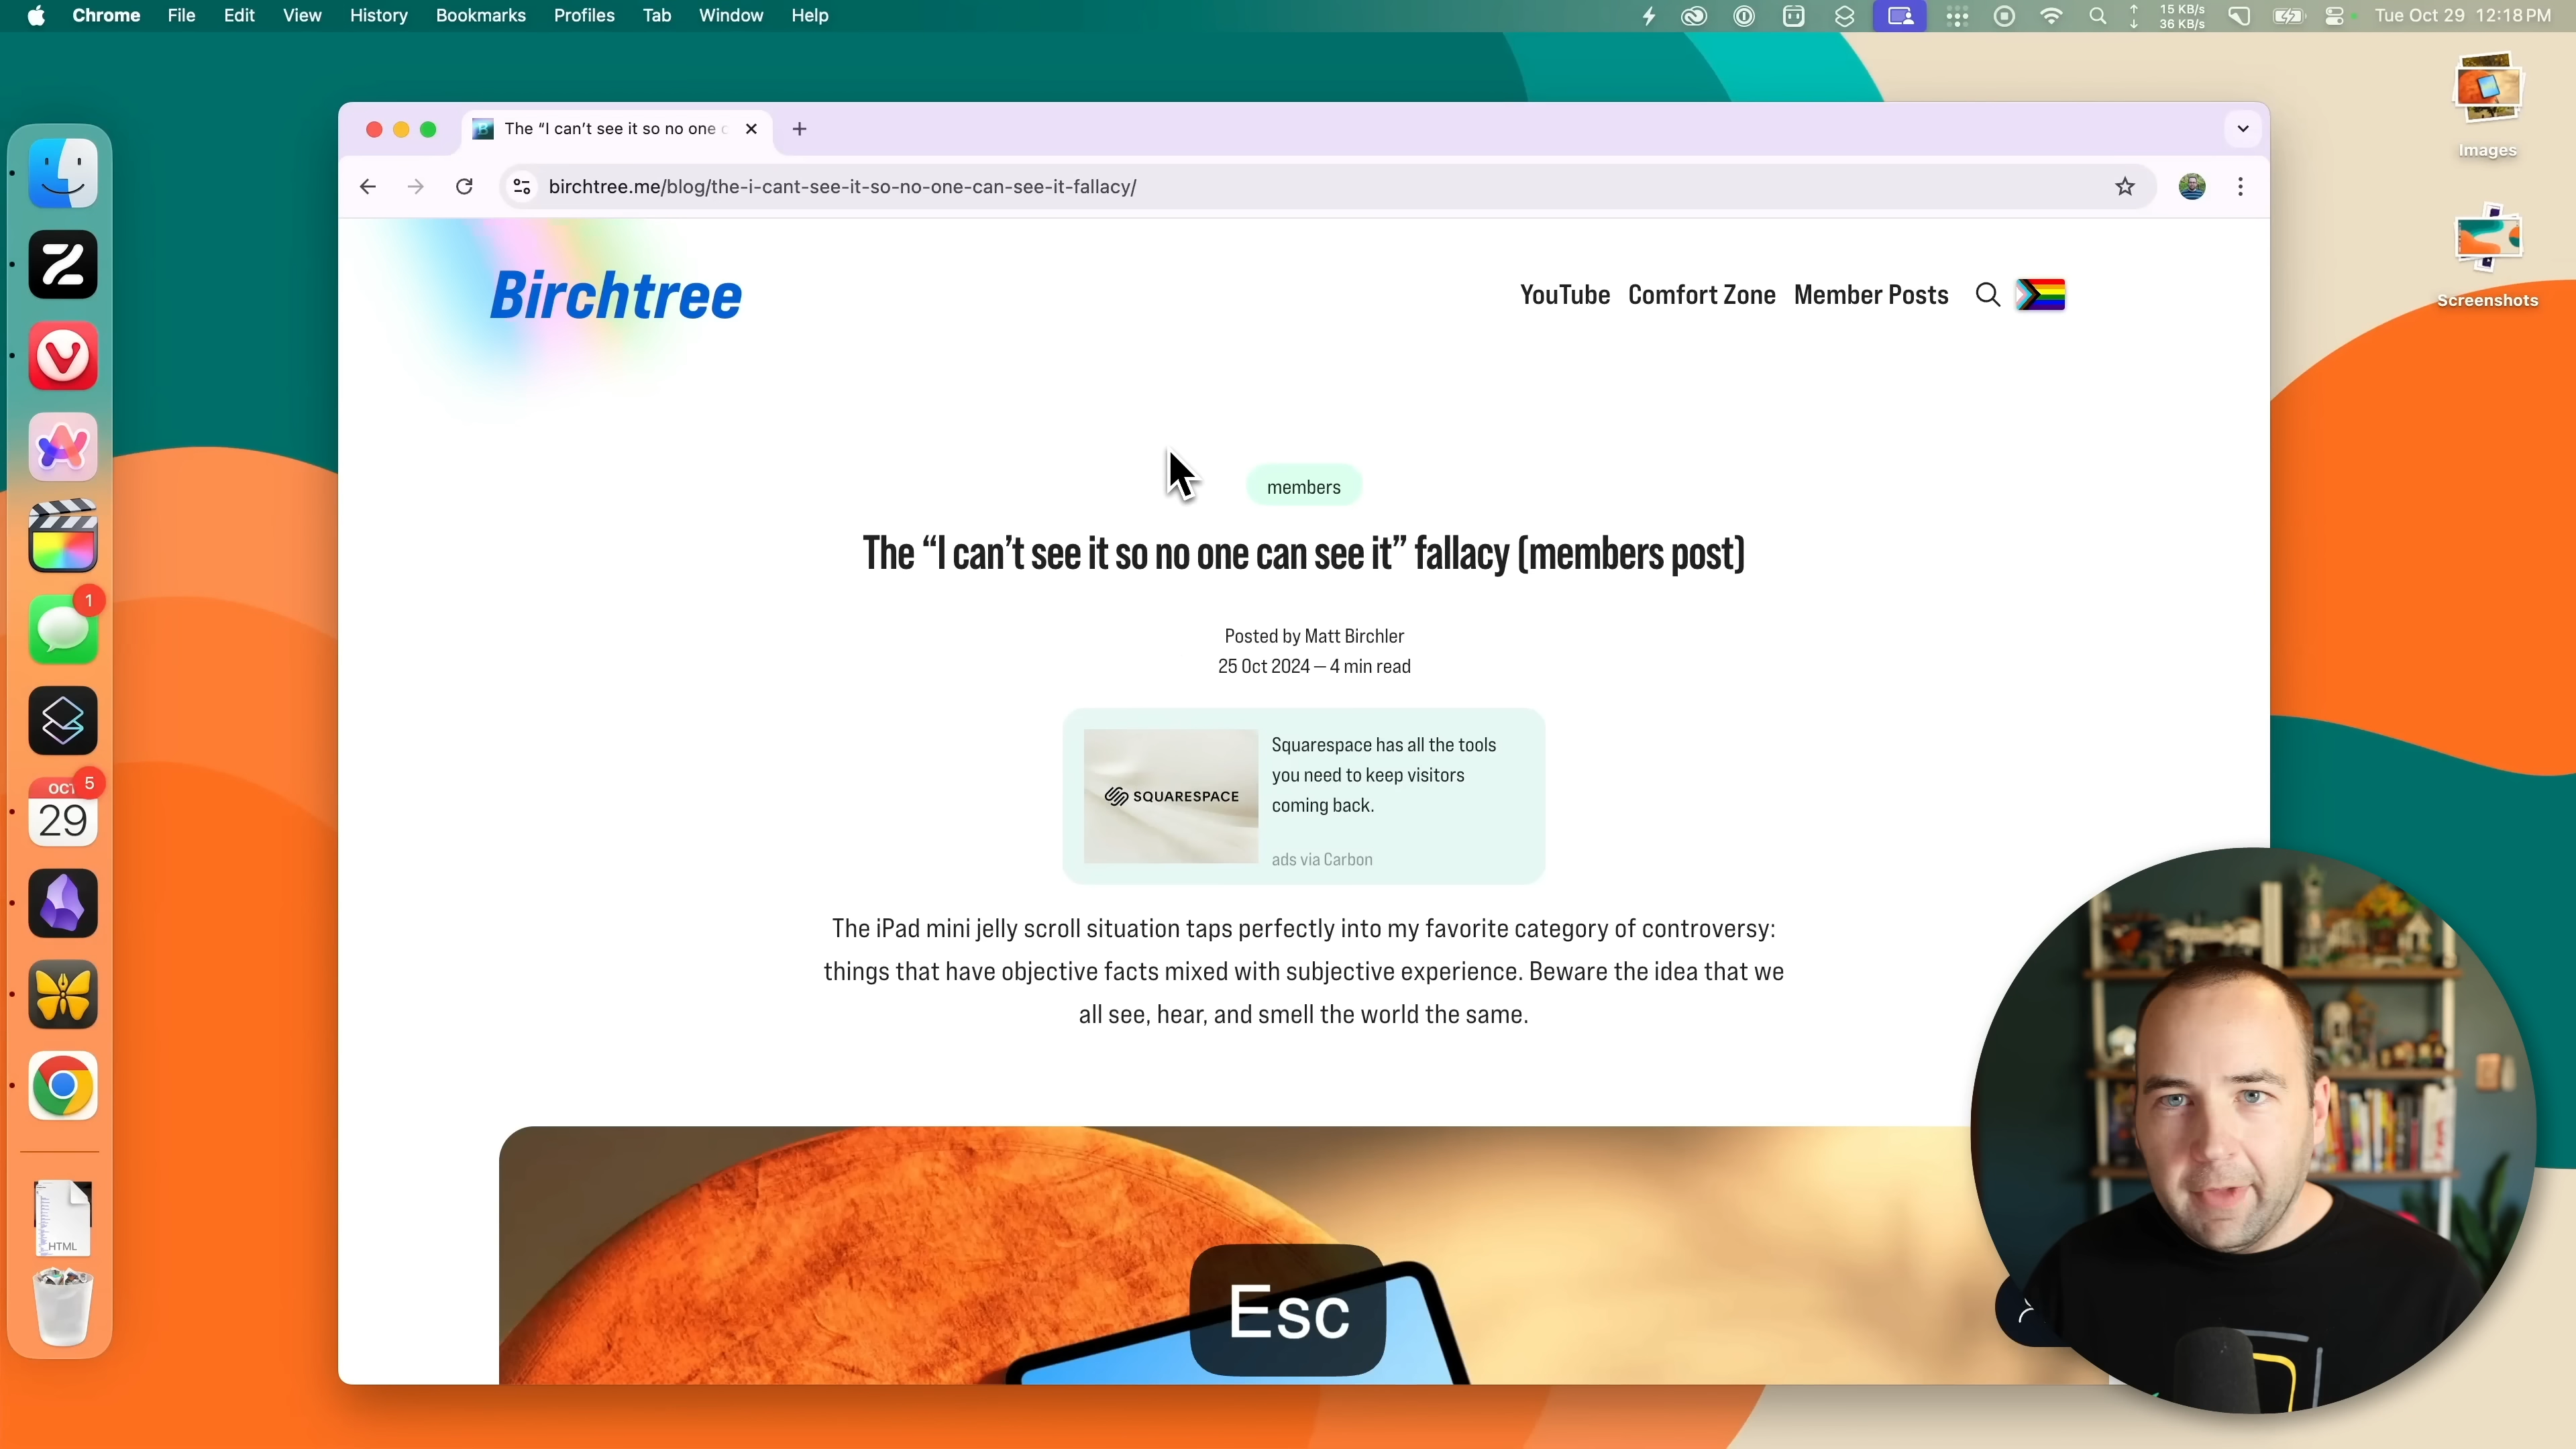 Chrome File Edit View History Bookmarks Profiles Tab Window Help
15 KB/s
36 KB/s
Tue Oct 29 12:18 PM
Images
Screenshots
The “I can’t see it so no one
birchtree.me/blog/the-i-cant-see-it-so-no-one-can-see-it-fallacy/
Birchtree
YouTube Comfort Zone Member Posts
members
The “I can’t see it so no one can see it” fallacy (members post)
Posted by Matt Birchler
25 Oct 2024 — 4 min read
SQUARESPACE
Squarespace has all the tools
you need to keep visitors
coming back.
ads via Carbon
The iPad mini jelly scroll situation taps perfectly into my favorite category of controversy:
things that have objective facts mixed with subjective experience. Beware the idea that we
all see, hear, and smell the world the same.
Esc
1
OCT
5
29
HTML